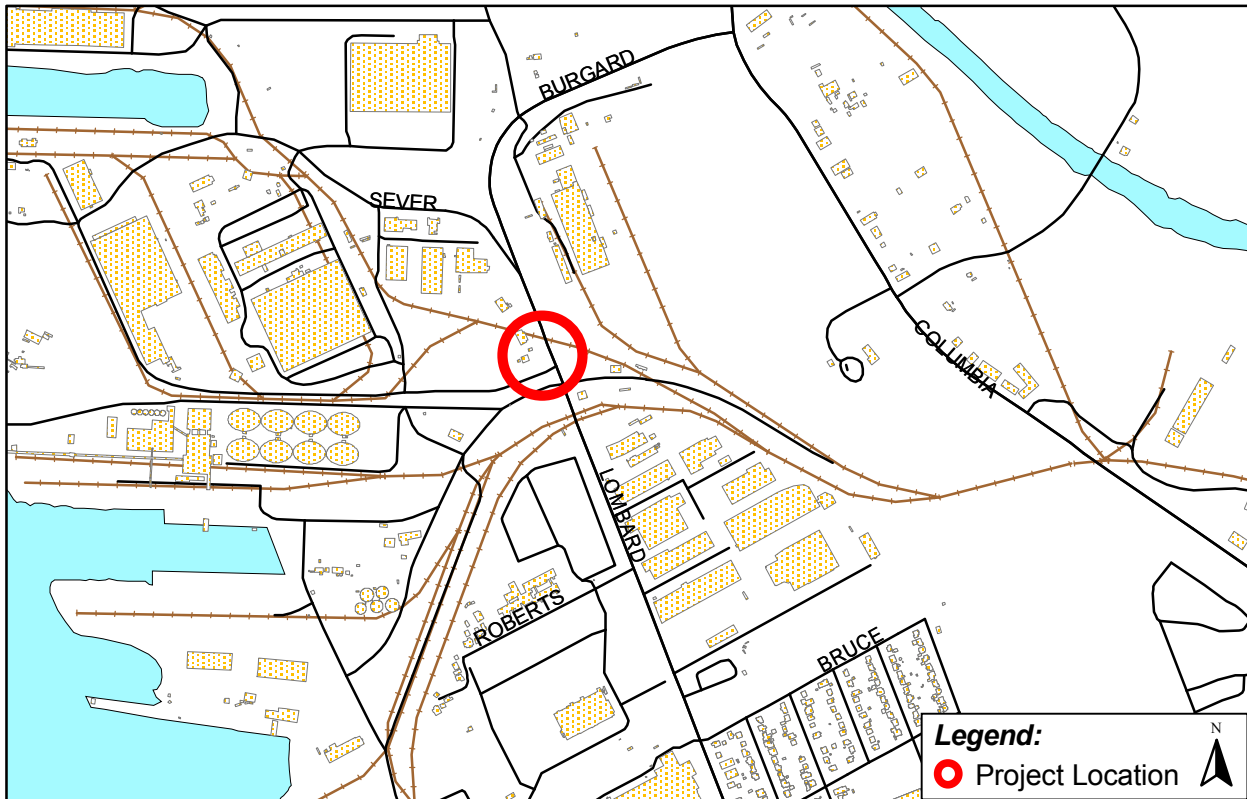 BURGARD
SEVER
COLUMBIA
LOMBARD
ROBERTS
BRUCE
Legend:
Project Location
N